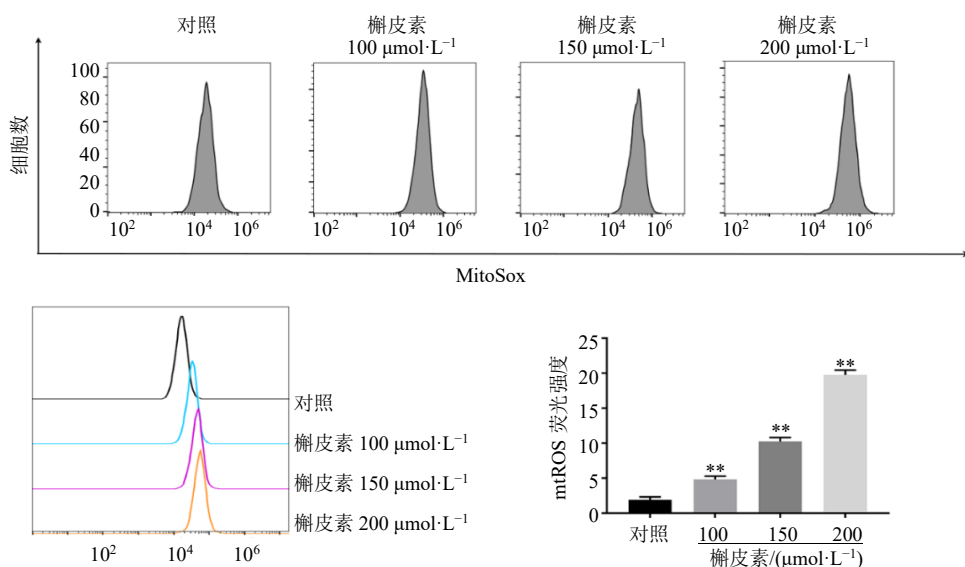 对照
槲皮素
100 μmol·L⁻¹
槲皮素
150 μmol·L⁻¹
槲皮素
200 μmol·L⁻¹
细胞数
100
80
60
40
20
0
10² 10⁴ 10⁶
10² 10⁴ 10⁶
10² 10⁴ 10⁶
10² 10⁴ 10⁶
MitoSox
对照
槲皮素 100 μmol·L⁻¹
槲皮素 150 μmol·L⁻¹
槲皮素 200 μmol·L⁻¹
10² 10⁴ 10⁶
mtROS 荧光强度
25
20
15
10
5
0
**
**
**
对照 100 150 200
槲皮素/(μmol·L⁻¹)